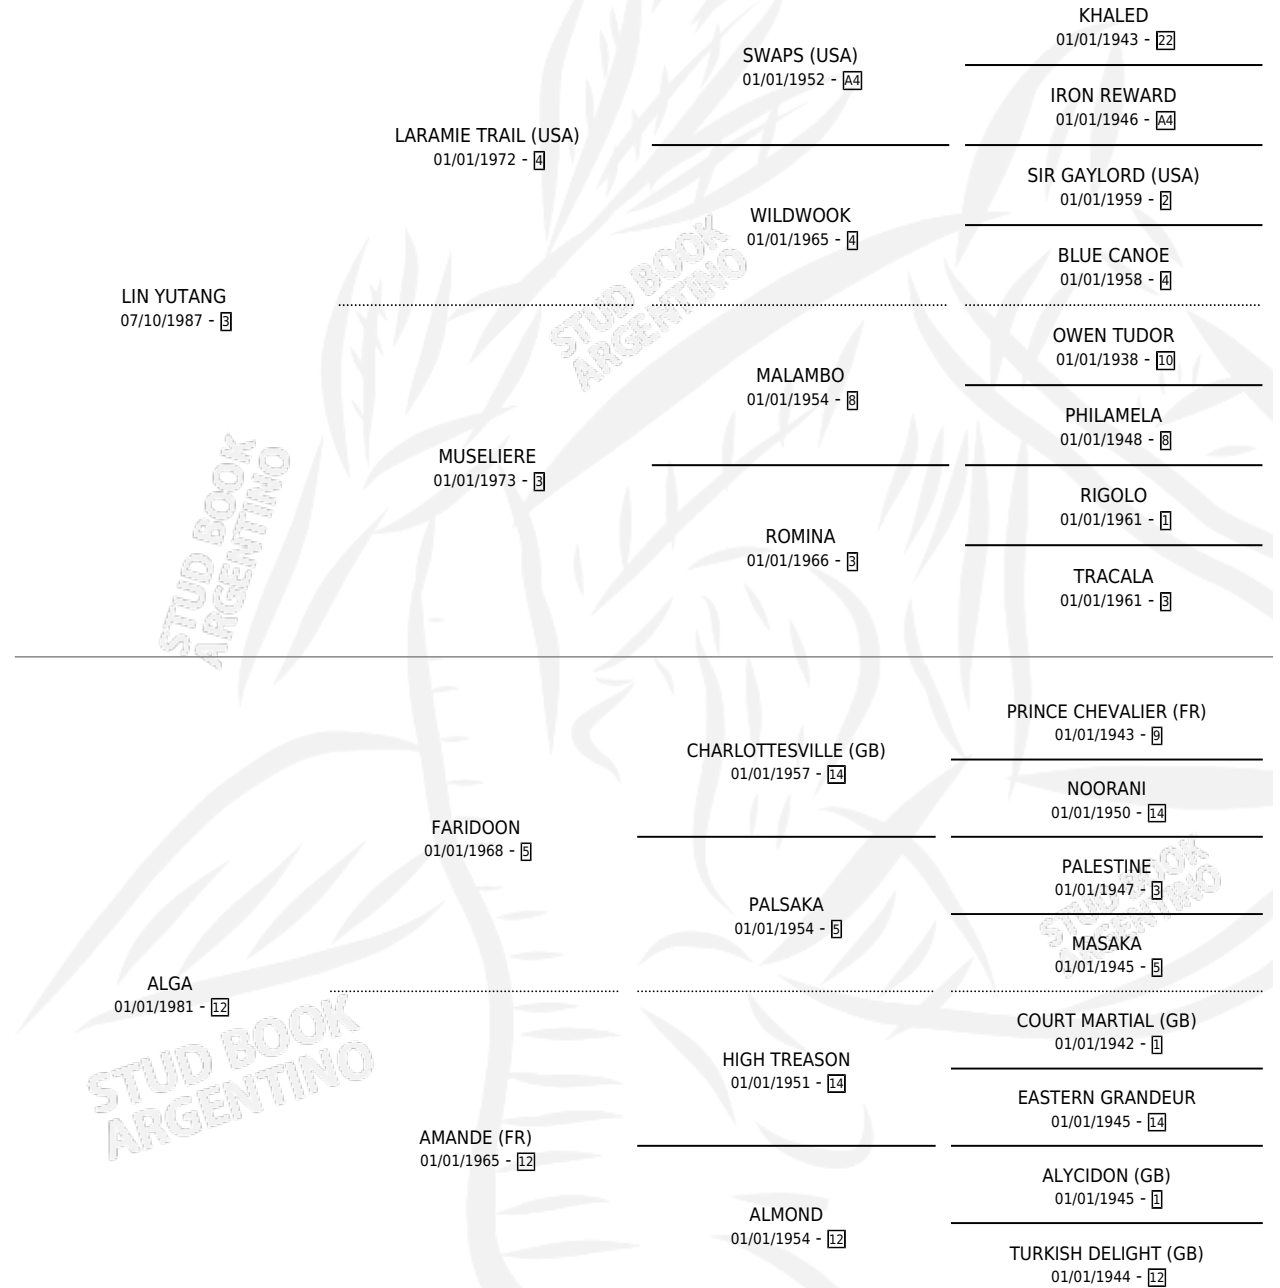 KHALED
01/01/1943 - 22
SWAPS (USA)
01/01/1952 - A4
IRON REWARD
01/01/1946 - A4
LARAMIE TRAIL (USA)
01/01/1972 - 4
SIR GAYLORD (USA)
01/01/1959 - 2
WILDWOOK
01/01/1965 - 4
BLUE CANOE
01/01/1958 - 4
LIN YUTANG
07/10/1987 - 3
OWEN TUDOR
01/01/1938 - 10
MALAMBO
01/01/1954 - 8
PHILAMELA
01/01/1948 - 8
MUSELIERE
01/01/1973 - 3
RIGOLO
01/01/1961 - 1
ROMINA
01/01/1966 - 3
TRACALA
01/01/1961 - 3
PRINCE CHEVALIER (FR)
01/01/1943 - 9
CHARLOTTESVILLE (GB)
01/01/1957 - 14
NOORANI
01/01/1950 - 14
FARIDOON
01/01/1968 - 5
PALESTINE
01/01/1947 - 3
PALSAKA
01/01/1954 - 5
MASAKA
01/01/1945 - 5
ALGA
01/01/1981 - 12
COURT MARTIAL (GB)
01/01/1942 - 1
HIGH TREASON
01/01/1951 - 14
EASTERN GRANDEUR
01/01/1945 - 14
AMANDE (FR)
01/01/1965 - 12
ALYCIDON (GB)
01/01/1945 - 1
ALMOND
01/01/1954 - 12
TURKISH DELIGHT (GB)
01/01/1944 - 12
STUD BOOK
ARGENTINO
STUD BOOK
ARGENTINO
STUD BOOK
ARGENTINO
STUD BOOK
ARGENTINO